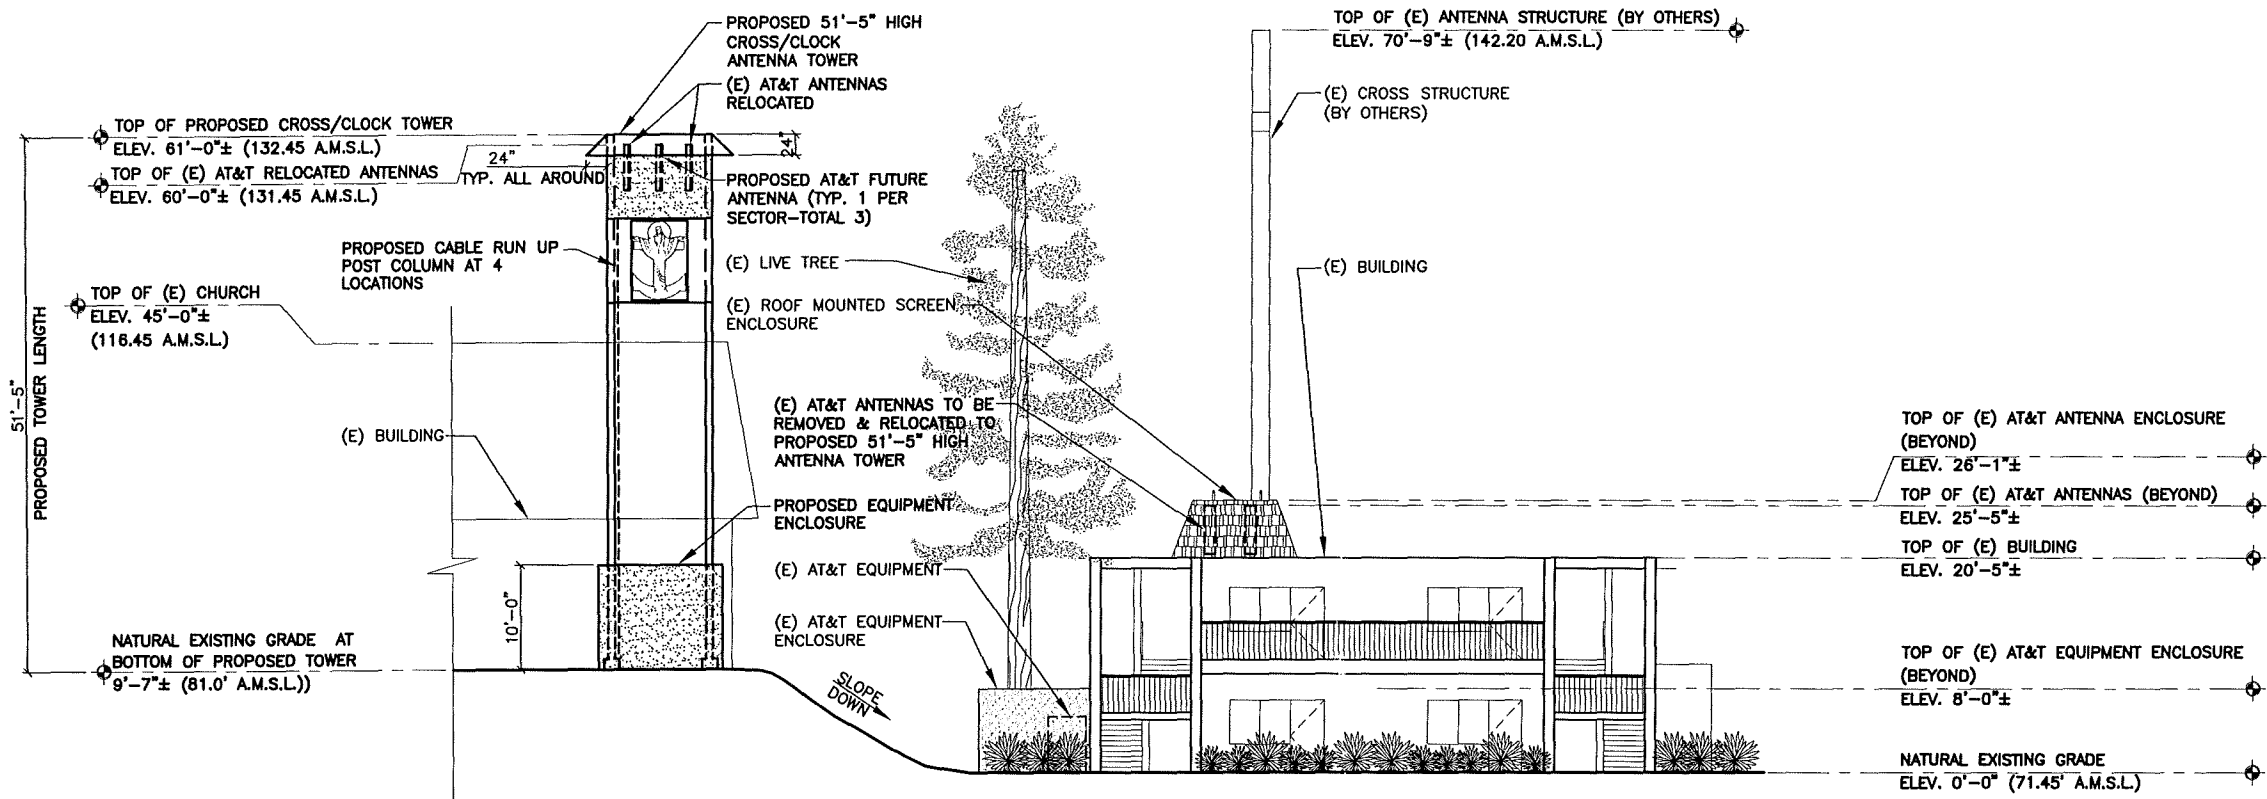 PROPOSED 51'-5" HIGH
CROSS/CLOCK
ANTENNA TOWER
(E) AT&T ANTENNAS
RELOCATED
TOP OF PROPOSED CROSS/CLOCK TOWER
ELEV. 61'-0"± (132.45 A.M.S.L.)
TOP OF (E) AT&T RELOCATED ANTENNAS
ELEV. 60'-0"± (131.45 A.M.S.L.)
24"
TYP. ALL AROUND
24"
PROPOSED AT&T FUTURE
ANTENNA (TYP. 1 PER
SECTOR-TOTAL 3)
PROPOSED CABLE RUN UP
POST COLUMN AT 4
LOCATIONS
(E) LIVE TREE
TOP OF (E) CHURCH
ELEV. 45'-0"±
(116.45 A.M.S.L.)
(E) ROOF MOUNTED SCREEN
ENCLOSURE
51'-5"
PROPOSED TOWER LENGTH
(E) BUILDING
(E) AT&T ANTENNAS TO BE
REMOVED & RELOCATED TO
PROPOSED 51'-5" HIGH
ANTENNA TOWER
PROPOSED EQUIPMENT
ENCLOSURE
(E) AT&T EQUIPMENT
10'-0"
(E) AT&T EQUIPMENT
ENCLOSURE
NATURAL EXISTING GRADE AT
BOTTOM OF PROPOSED TOWER
9'-7"± (81.0' A.M.S.L.))
SLOPE
DOWN
TOP OF (E) ANTENNA STRUCTURE (BY OTHERS)
ELEV. 70'-9"± (142.20 A.M.S.L.)
(E) CROSS STRUCTURE
(BY OTHERS)
(E) BUILDING
TOP OF (E) AT&T ANTENNA ENCLOSURE
(BEYOND)
ELEV. 26'-1"±
TOP OF (E) AT&T ANTENNAS (BEYOND)
ELEV. 25'-5"±
TOP OF (E) BUILDING
ELEV. 20'-5"±
TOP OF (E) AT&T EQUIPMENT ENCLOSURE
(BEYOND)
ELEV. 8'-0"±
NATURAL EXISTING GRADE
ELEV. 0'-0" (71.45' A.M.S.L.)